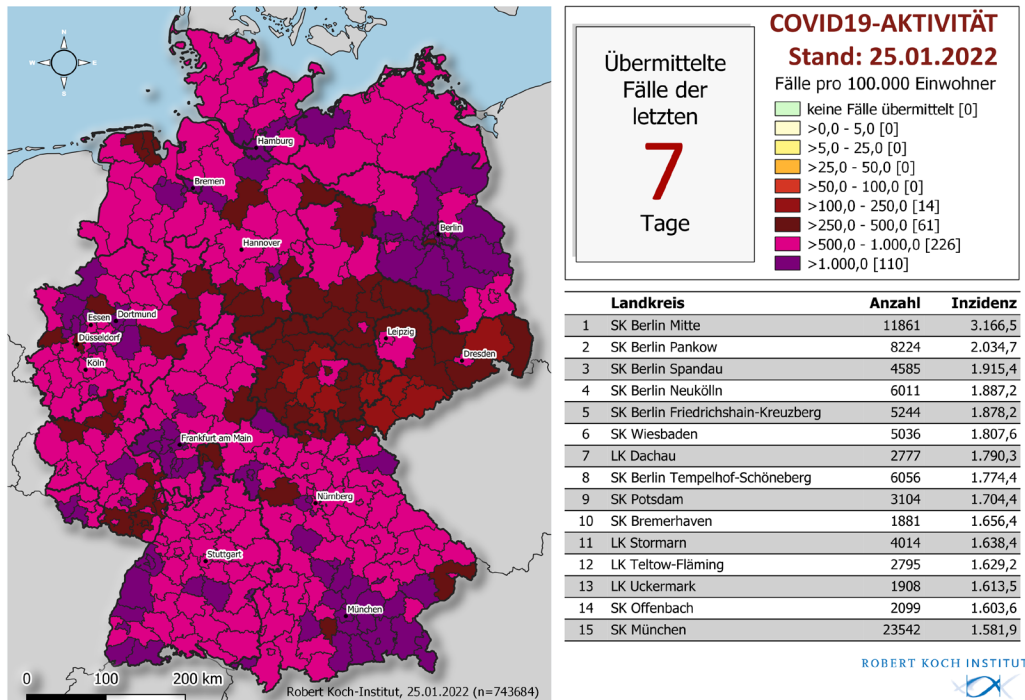 N
W
E
S
Hamburg
Bremen
Berlin
Hannover
Essen
Dortmund
Düsseldorf
Köln
Leipzig
Dresden
Frankfurt am Main
Nürnberg
Stuttgart
München
0 100 200 km
Robert Koch-Institut, 25.01.2022 (n=743684)
Übermittelte
Fälle der
letzten
7
Tage
COVID19-AKTIVITÄT
Stand: 25.01.2022
Fälle pro 100.000 Einwohner
keine Fälle übermittelt [0]
>0,0 - 5,0 [0]
>5,0 - 25,0 [0]
>25,0 - 50,0 [0]
>50,0 - 100,0 [0]
>100,0 - 250,0 [14]
>250,0 - 500,0 [61]
>500,0 - 1.000,0 [226]
>1.000,0 [110]
Landkreis Anzahl Inzidenz
1 SK Berlin Mitte 11861 3.166,5
2 SK Berlin Pankow 8224 2.034,7
3 SK Berlin Spandau 4585 1.915,4
4 SK Berlin Neukölln 6011 1.887,2
5 SK Berlin Friedrichshain-Kreuzberg 5244 1.878,2
6 SK Wiesbaden 5036 1.807,6
7 LK Dachau 2777 1.790,3
8 SK Berlin Tempelhof-Schöneberg 6056 1.774,4
9 SK Potsdam 3104 1.704,4
10 SK Bremerhaven 1881 1.656,4
11 LK Stormarn 4014 1.638,4
12 LK Teltow-Fläming 2795 1.629,2
13 LK Uckermark 1908 1.613,5
14 SK Offenbach 2099 1.603,6
15 SK München 23542 1.581,9
ROBERT KOCH INSTITUT